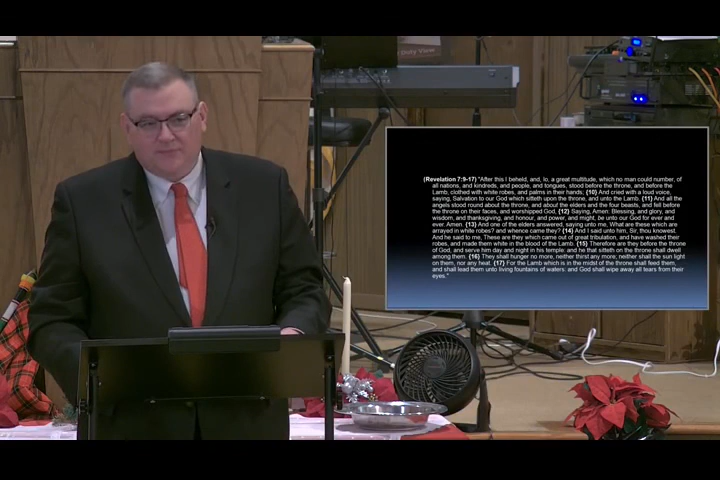 Duty View
(Revelation 7:9-17) "After this I beheld, and, lo, a great multitude, which no man could number, of
all nations, and kindreds, and people, and tongues, stood before the throne, and before the
Lamb, clothed with white robes, and palms in their hands; (10) And cried with a loud voice,
saying, Salvation to our God which sitteth upon the throne, and unto the Lamb. (11) And all the
angels stood round about the throne, and about the elders and the four beasts, and fell before
the throne on their faces, and worshipped God, (12) Saying, Amen: Blessing, and glory, and
wisdom, and thanksgiving, and honour, and power, and might, be unto our God for ever and
ever. Amen. (13) And one of the elders answered, saying unto me, What are these which are
arrayed in white robes? and whence came they? (14) And I said unto him, Sir, thou knowest.
And he said to me, These are they which came out of great tribulation, and have washed their
robes, and made them white in the blood of the Lamb. (15) Therefore are they before the throne
of God, and serve him day and night in his temple: and he that sitteth on the throne shall dwell
among them. (16) They shall hunger no more, neither thirst any more; neither shall the sun light
on them, nor any heat. (17) For the Lamb which is in the midst of the throne shall feed them,
and shall lead them unto living fountains of waters: and God shall wipe away all tears from their
eyes."